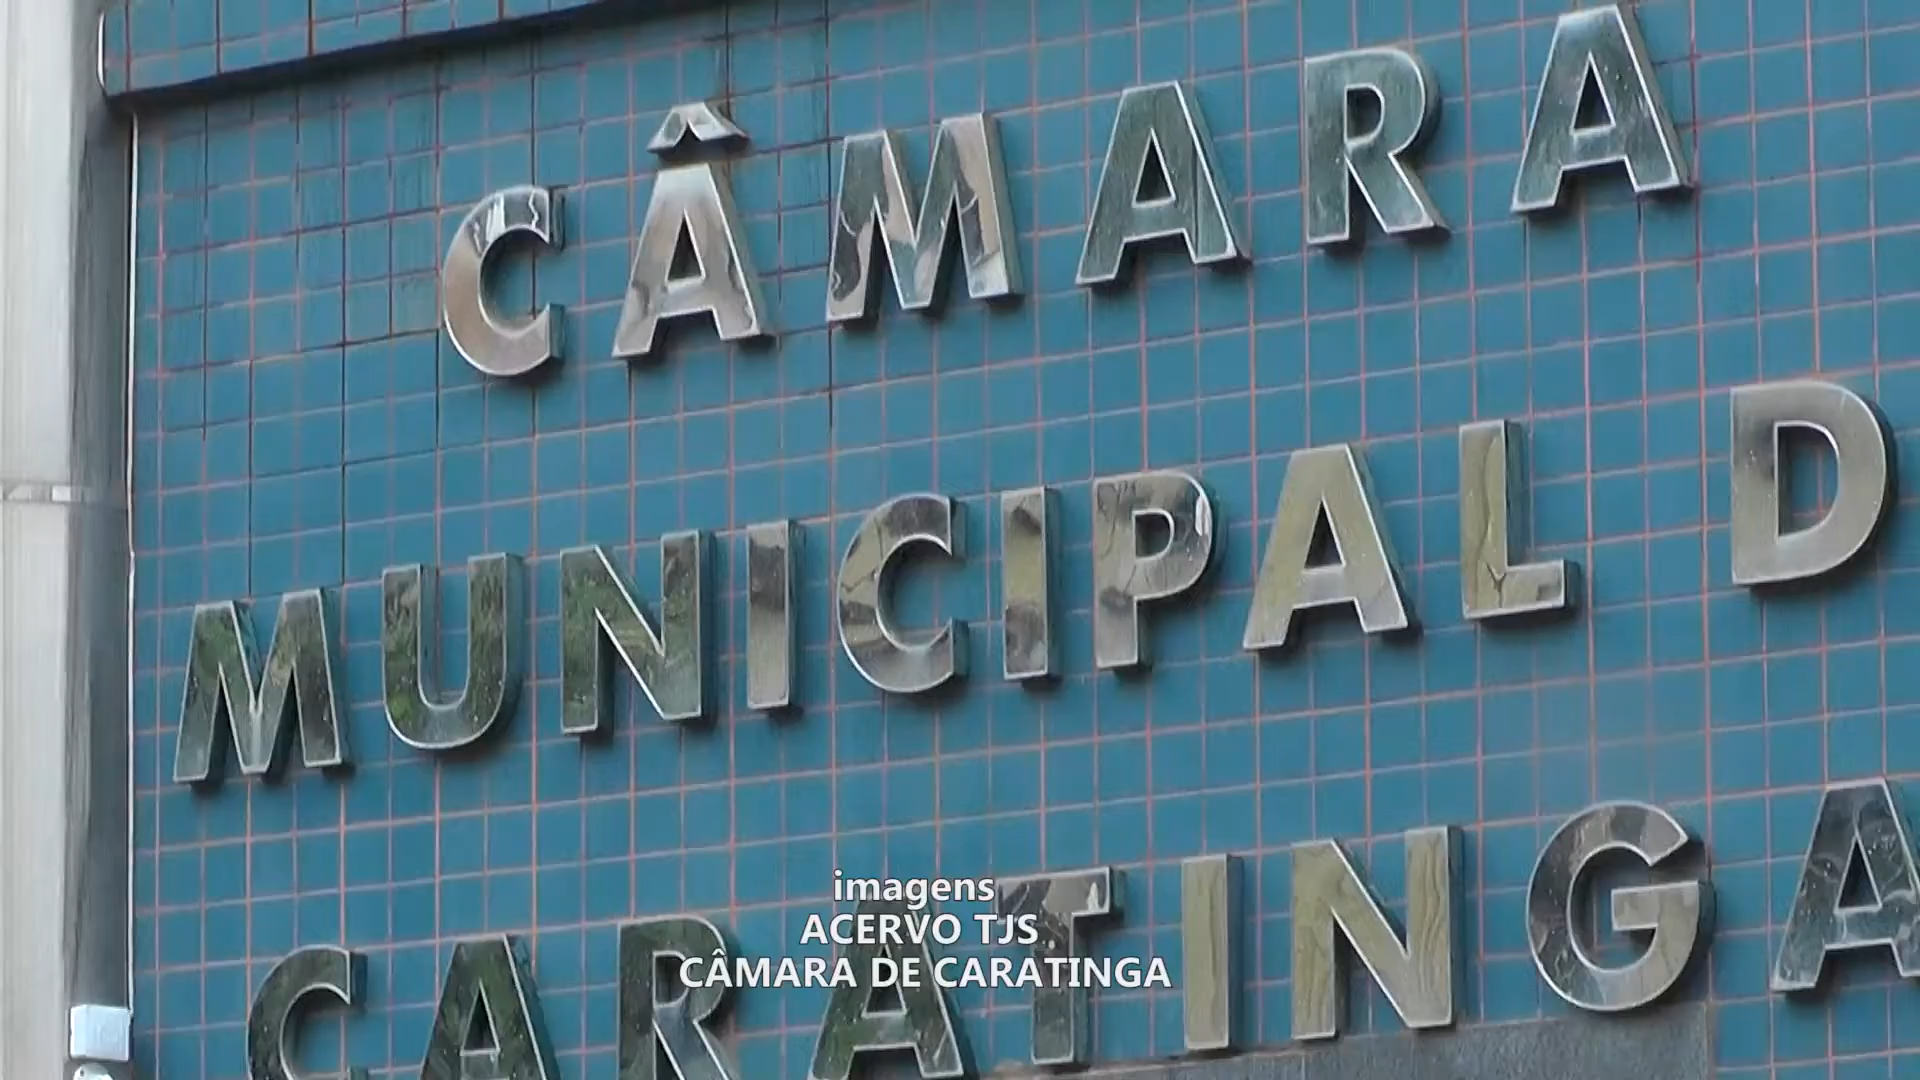 CÂMARA
MUNICIPAL D
CARATINGA
imagens
ACERVO TJS
CÂMARA DE CARATINGA